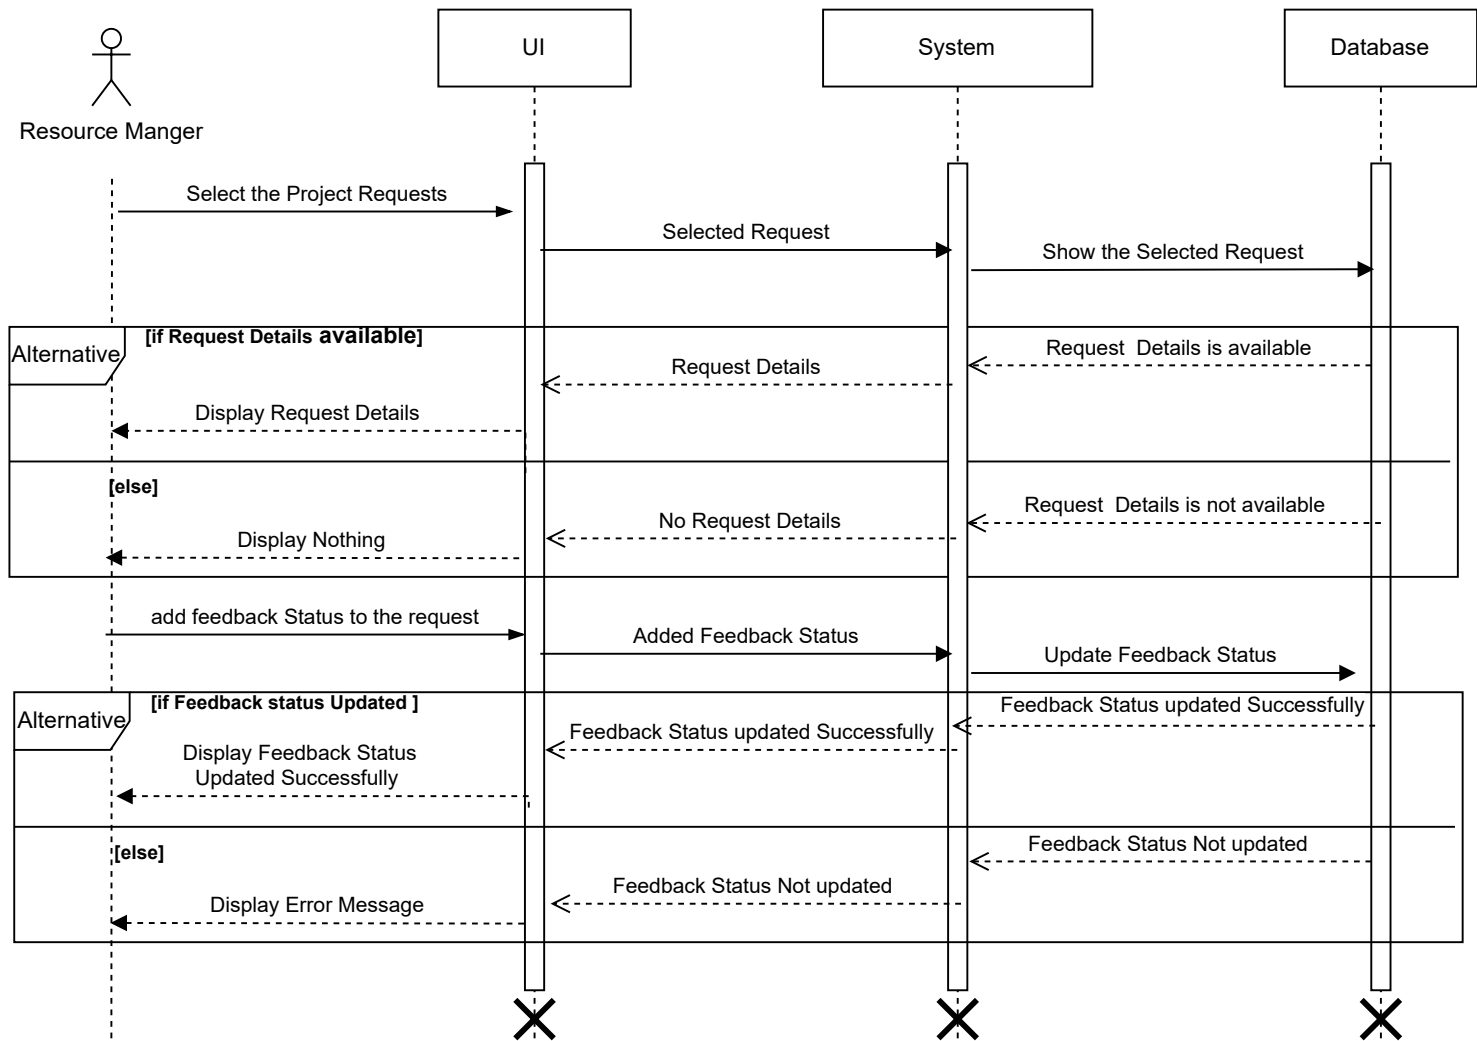 UI
System
Database
Resource Manger
Select the Project Requests
Selected Request
Show the Selected Request
Alternative
[if Request Details available]
Request  Details is available
Request Details
Display Request Details
[else]
Request  Details is not available
No Request Details
Display Nothing
add feedback Status to the request
Added Feedback Status
Update Feedback Status
Alternative
[if Feedback status Updated ]
Feedback Status updated Successfully
Feedback Status updated Successfully
Display Feedback Status
Updated Successfully
[else]
Feedback Status Not updated
Feedback Status Not updated
Display Error Message